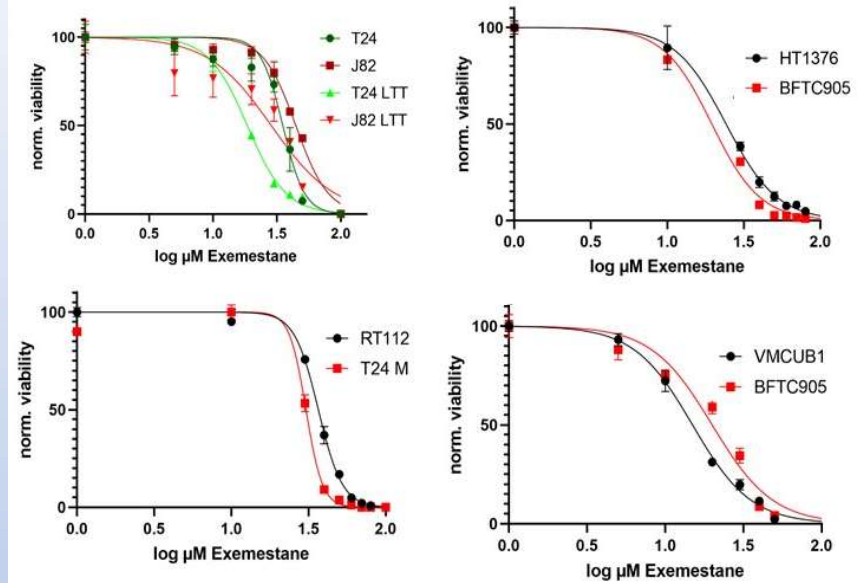 norm. viability
100
50
0
0.0 0.5 1.0 1.5 2.0
log µM Exemestane
T24
J82
T24 LTT
J82 LTT
norm. viability
100
50
0
0.0 0.5 1.0 1.5 2.0
log µM Exemestane
HT1376
BFTC905
norm. viability
100
50
0
0.0 1.0 1.5 2.0
log µM Exemestane
RT112
T24 M
norm. viability
100
50
0
0.0 0.5 1.0 1.5 2.0
log µM Exemestane
VMCUB1
BFTC905